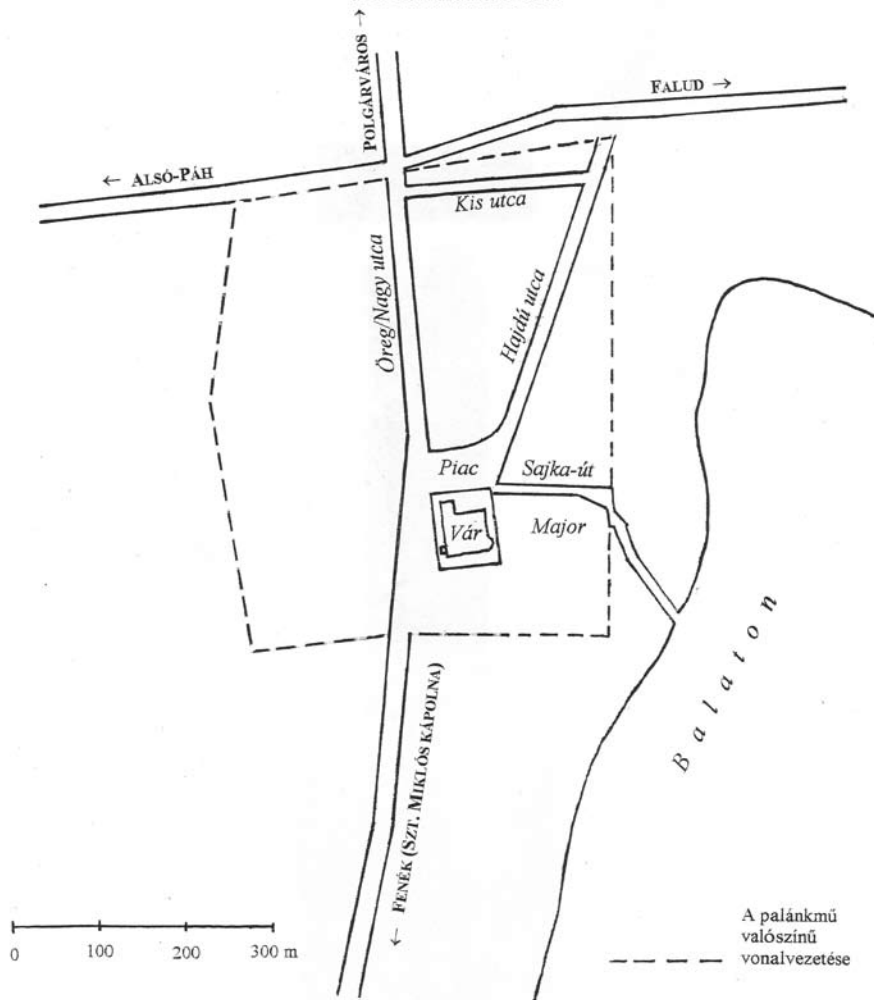 POLGÁRVÁROS →
FALUD →
← ALSÓ-PÁH
Kis utca
Öreg/Nagy utca
Hajdú utca
Piac
Sajka-út
Vár
Major
Balaton
← FENÉK (SZT. MIKLÓS KÁPOLNA)
0 100 200 300 m
A palánkmű
valószínű
vonalvezetése